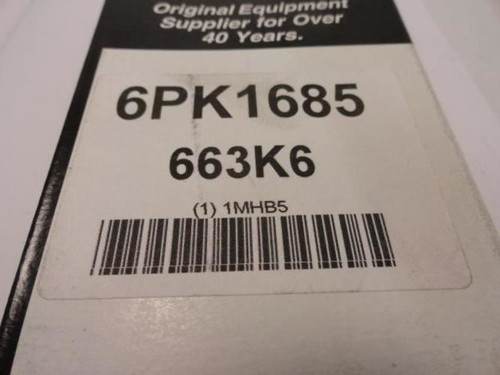 Original Equipment
Supplier for Over
40 Years.
6PK1685
663K6
(1) 1MHB5